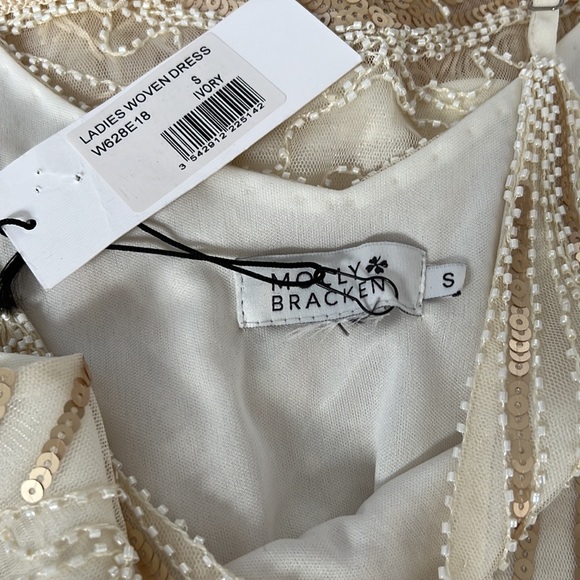 LADIES WOVEN DRESS
W628E18
S
IVORY
3 542912 225142
MOLLY
BRACKEN
S